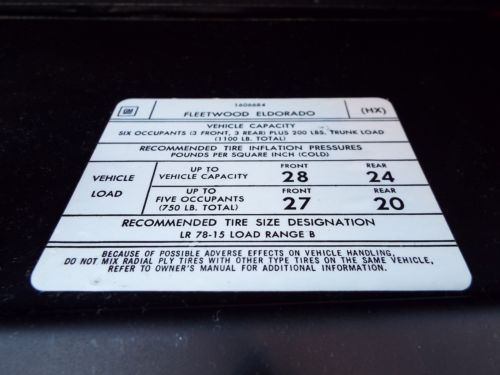 1606684
GM FLEETWOOD ELDORADO (HX)
VEHICLE CAPACITY
SIX OCCUPANTS (3 FRONT, 3 REAR) PLUS 200 LBS. TRUNK LOAD
(1100 LB. TOTAL)
RECOMMENDED TIRE INFLATION PRESSURES
POUNDS PER SQUARE INCH (COLD)
VEHICLE LOAD
UP TO VEHICLE CAPACITY
FRONT 28
REAR 24
UP TO FIVE OCCUPANTS (750 LB. TOTAL)
FRONT 27
REAR 20
RECOMMENDED TIRE SIZE DESIGNATION
LR 78-15 LOAD RANGE B
BECAUSE OF POSSIBLE ADVERSE EFFECTS ON VEHICLE HANDLING,
DO NOT MIX RADIAL PLY TIRES WITH OTHER TYPE TIRES ON THE SAME VEHICLE,
REFER TO OWNER'S MANUAL FOR ADDITIONAL INFORMATION.